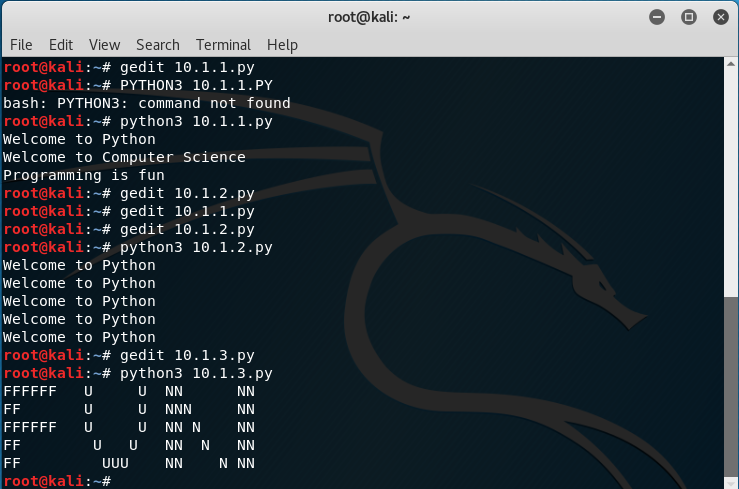 root@kali: ~
File Edit View Search Terminal Help
root@kali:~# gedit 10.1.1.py
root@kali:~# PYTHON3 10.1.1.PY
bash: PYTHON3: command not found
root@kali:~# python3 10.1.1.py
Welcome to Python
Welcome to Computer Science
Programming is fun
root@kali:~# gedit 10.1.2.py
root@kali:~# gedit 10.1.1.py
root@kali:~# gedit 10.1.2.py
root@kali:~# python3 10.1.2.py
Welcome to Python
Welcome to Python
Welcome to Python
Welcome to Python
Welcome to Python
root@kali:~# gedit 10.1.3.py
root@kali:~# python3 10.1.3.py
FFFFFF   U     U  NN      NN
FF       U     U  NNN     NN
FFFFFF   U     U  NN N    NN
FF        U   U   NN  N   NN
FF         UUU    NN    N NN
root@kali:~#